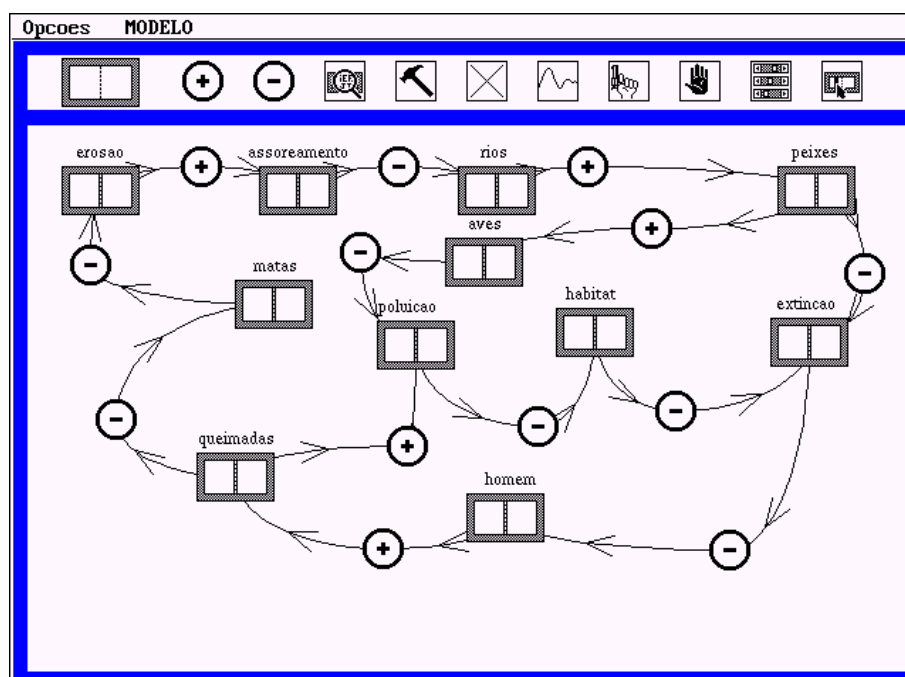 Opcoes MODELO
+ −
erosao + assoreamento − rios + peixes
aves +
− −
− matas
poluicao habitat extincao
− − −
queimadas +
homem
+ −